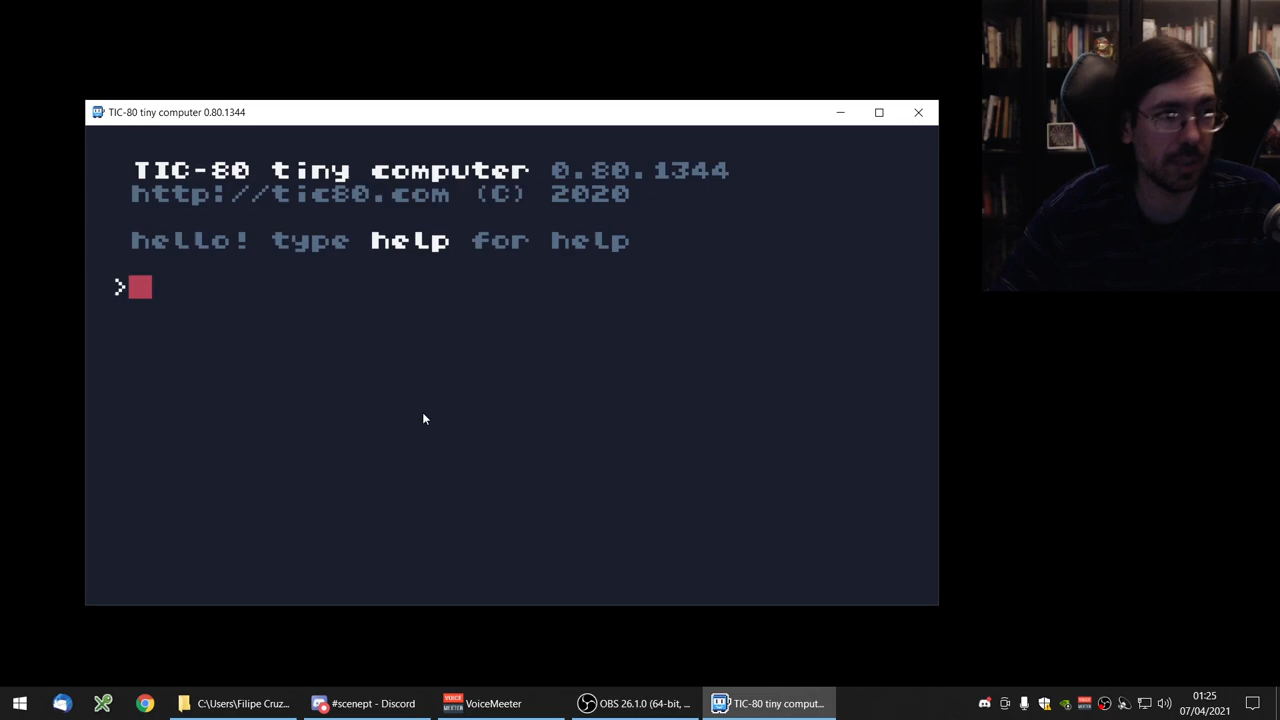 TIC-80 tiny computer 0.80.1344
TIC-80 tiny computer 0.80.1344
http://tic80.com (C) 2020
hello! type help for help
>
C:\Users\Filipe Cruz...
#scenept - Discord
VoiceMeeter
OBS 26.1.0 (64-bit, ...
TIC-80 tiny comput...
01:25
07/04/2021